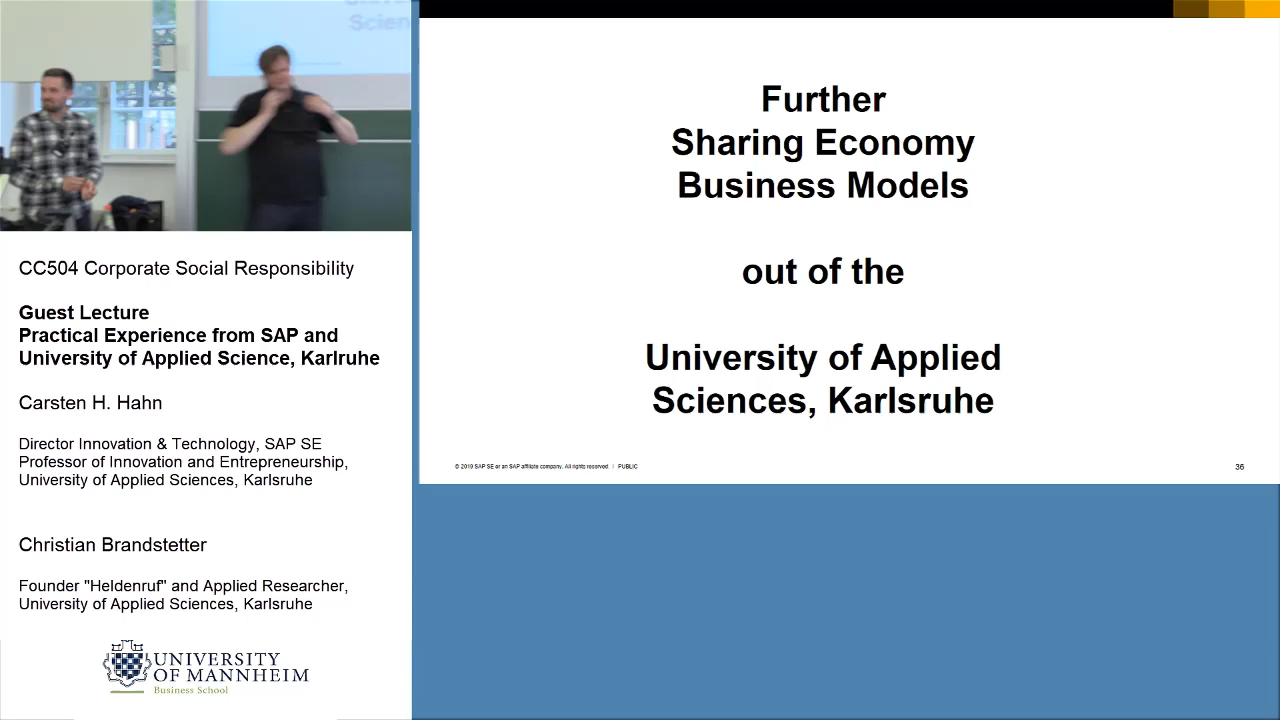 Scien
CC504 Corporate Social Responsibility
Guest Lecture
Practical Experience from SAP and
University of Applied Science, Karlruhe
Carsten H. Hahn
Director Innovation & Technology, SAP SE
Professor of Innovation and Entrepreneurship,
University of Applied Sciences, Karlsruhe
Christian Brandstetter
Founder "Heldenruf" and Applied Researcher,
University of Applied Sciences, Karlsruhe
UNIVERSITY
OF MANNHEIM
Business School
Further
Sharing Economy
Business Models
out of the
University of Applied
Sciences, Karlsruhe
© 2019 SAP SE or an SAP affiliate company. All rights reserved. | PUBLIC
36